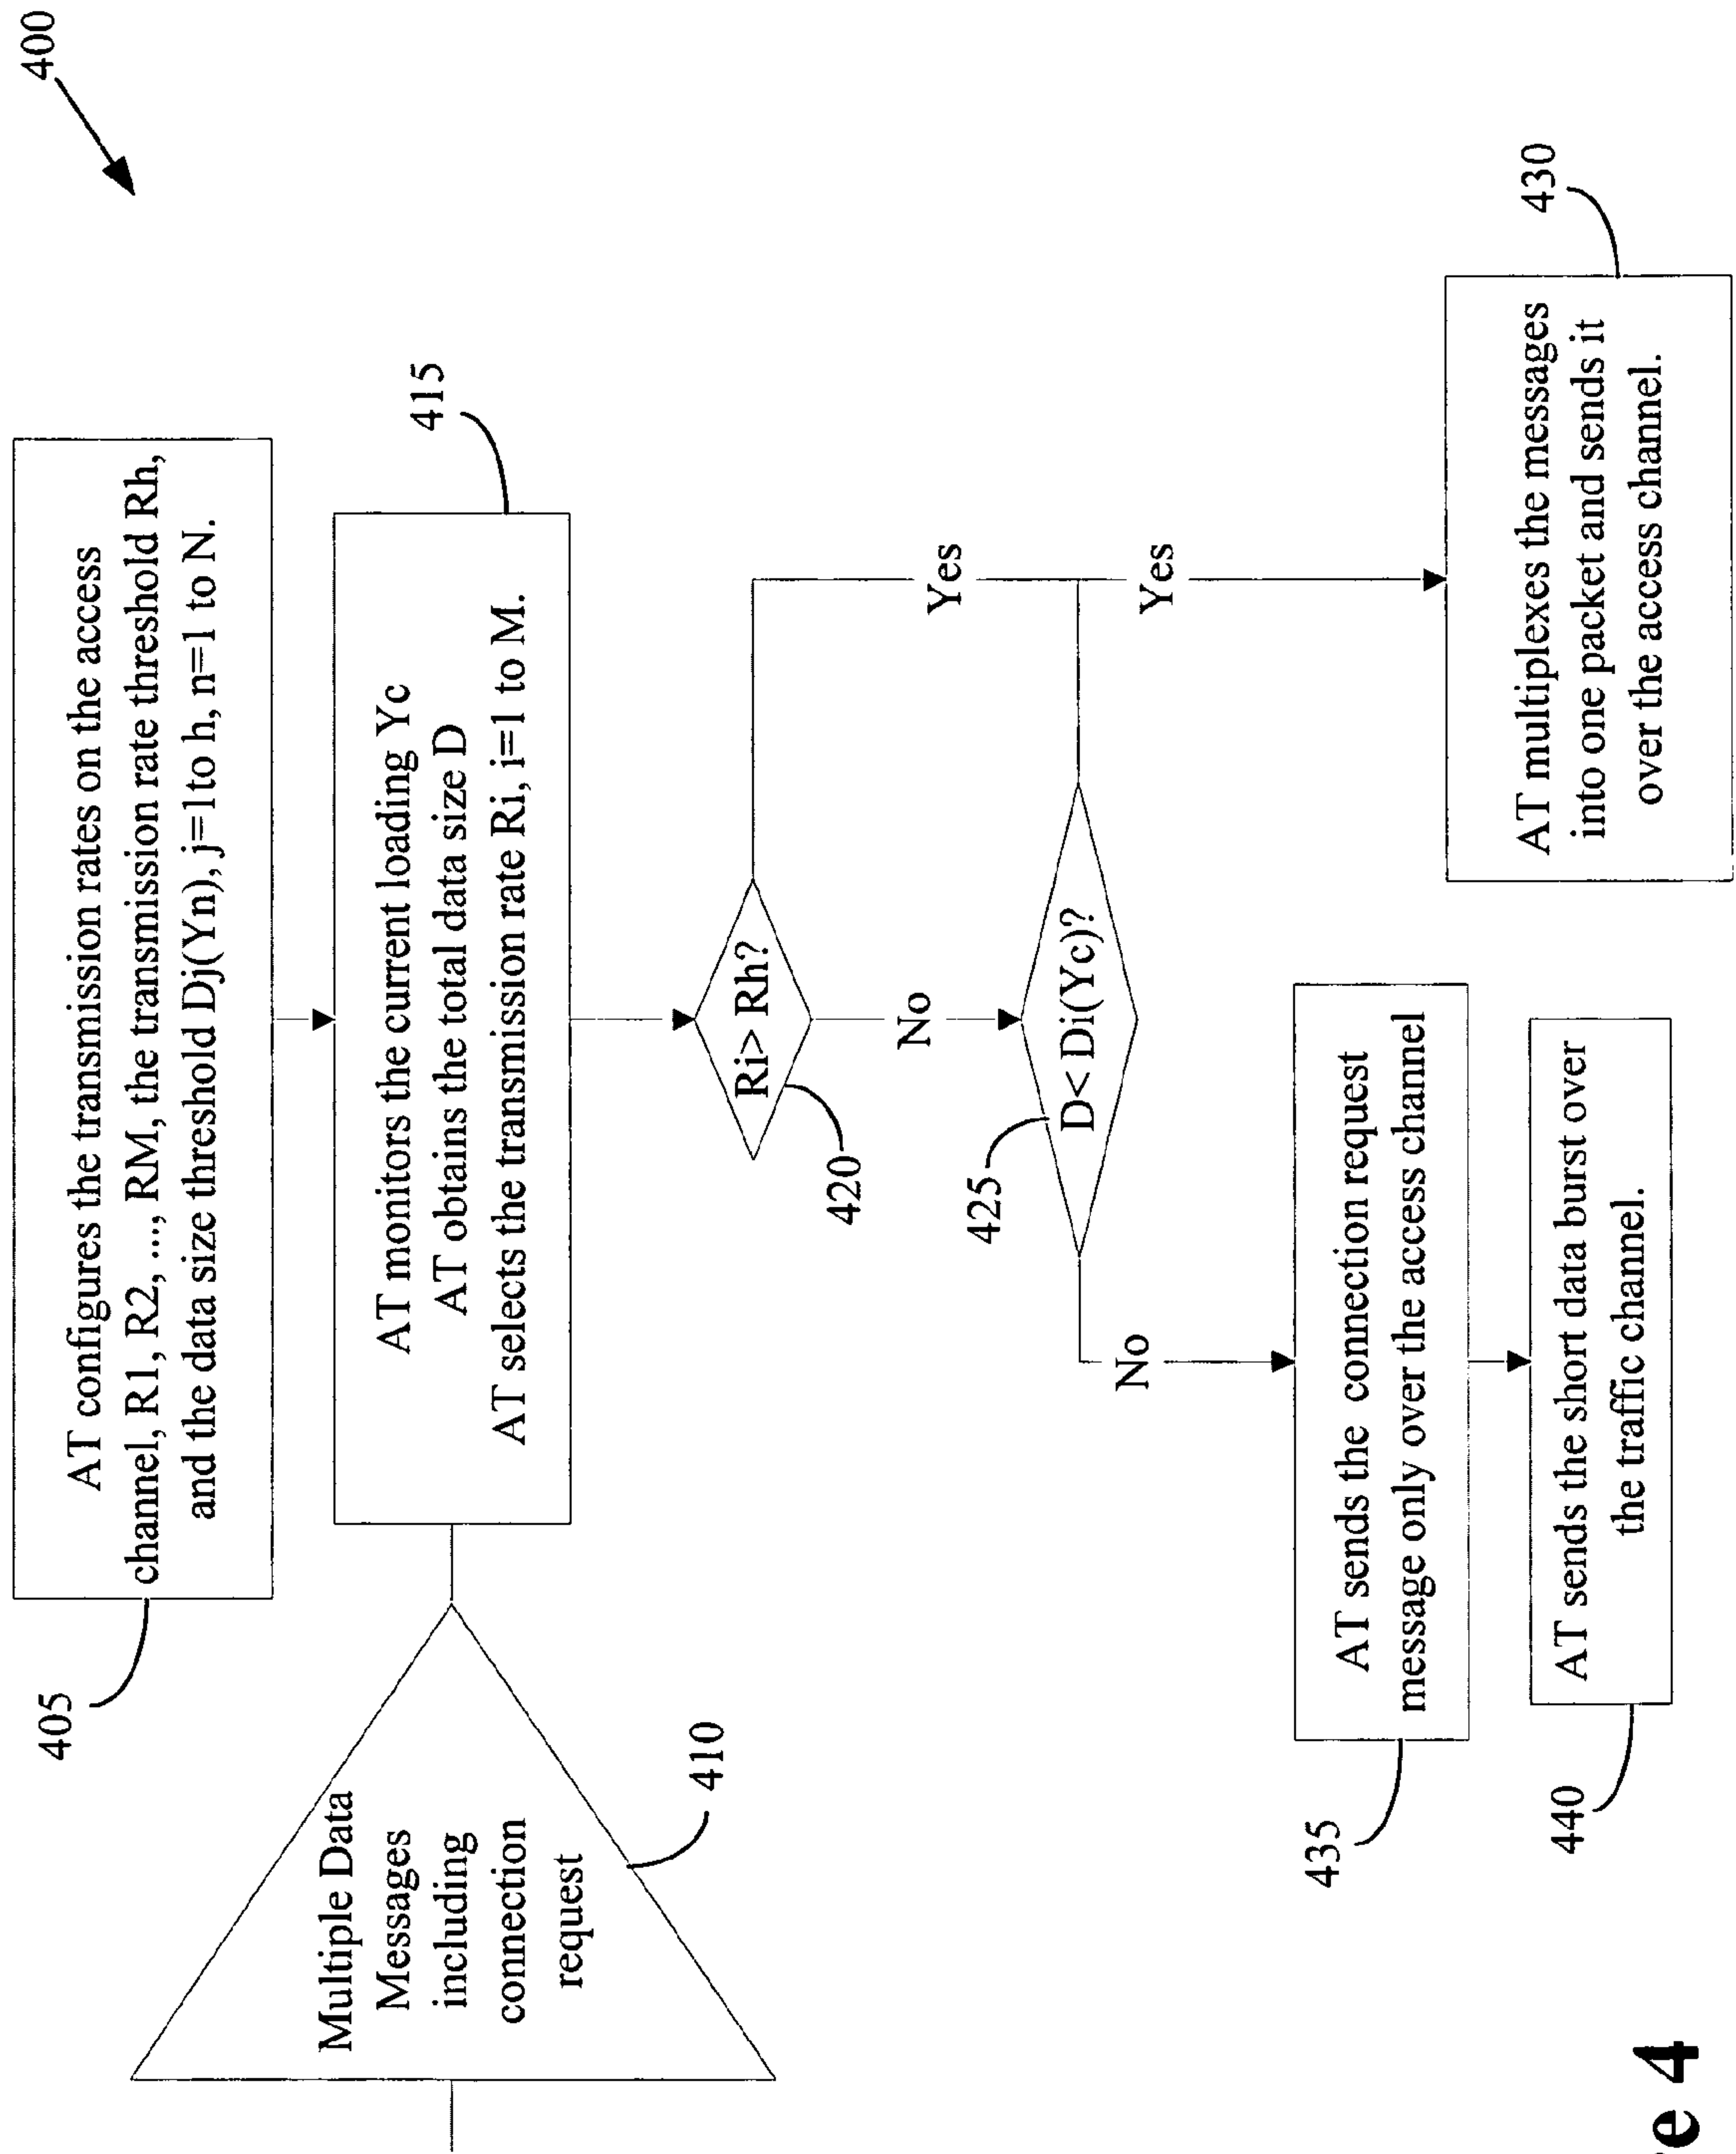 400
AT configures the transmission rates on the access
channel, R1, R2, ..., RM, the transmission rate threshold Rh,
and the data size threshold Dj(Yn), j=1to h, n=1 to N.
405
Multiple Data
Messages
including
connection
request
410
AT monitors the current loading Yc
AT obtains the total data size D
AT selects the transmission rate Ri, i=1 to M.
415
Ri> Rh?
420
Yes
No
D< Di(Yc)?
425
Yes
No
AT multiplexes the messages
into one packet and sends it
over the access channel.
430
AT sends the connection request
message only over the access channel
435
AT sends the short data burst over
the traffic channel.
440
e 4